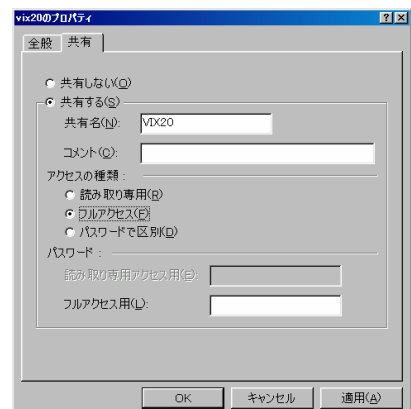 vix20のプロパティ
全般 共有
共有しない(O)
共有する(S)
共有名(N): VIX20
コメント(C):
アクセスの種類:
読み取り専用(R)
フルアクセス(F)
パスワードで区別(D)
パスワード:
読み取り専用アクセス用(E):
フルアクセス用(L):
OK キャンセル 適用(A)